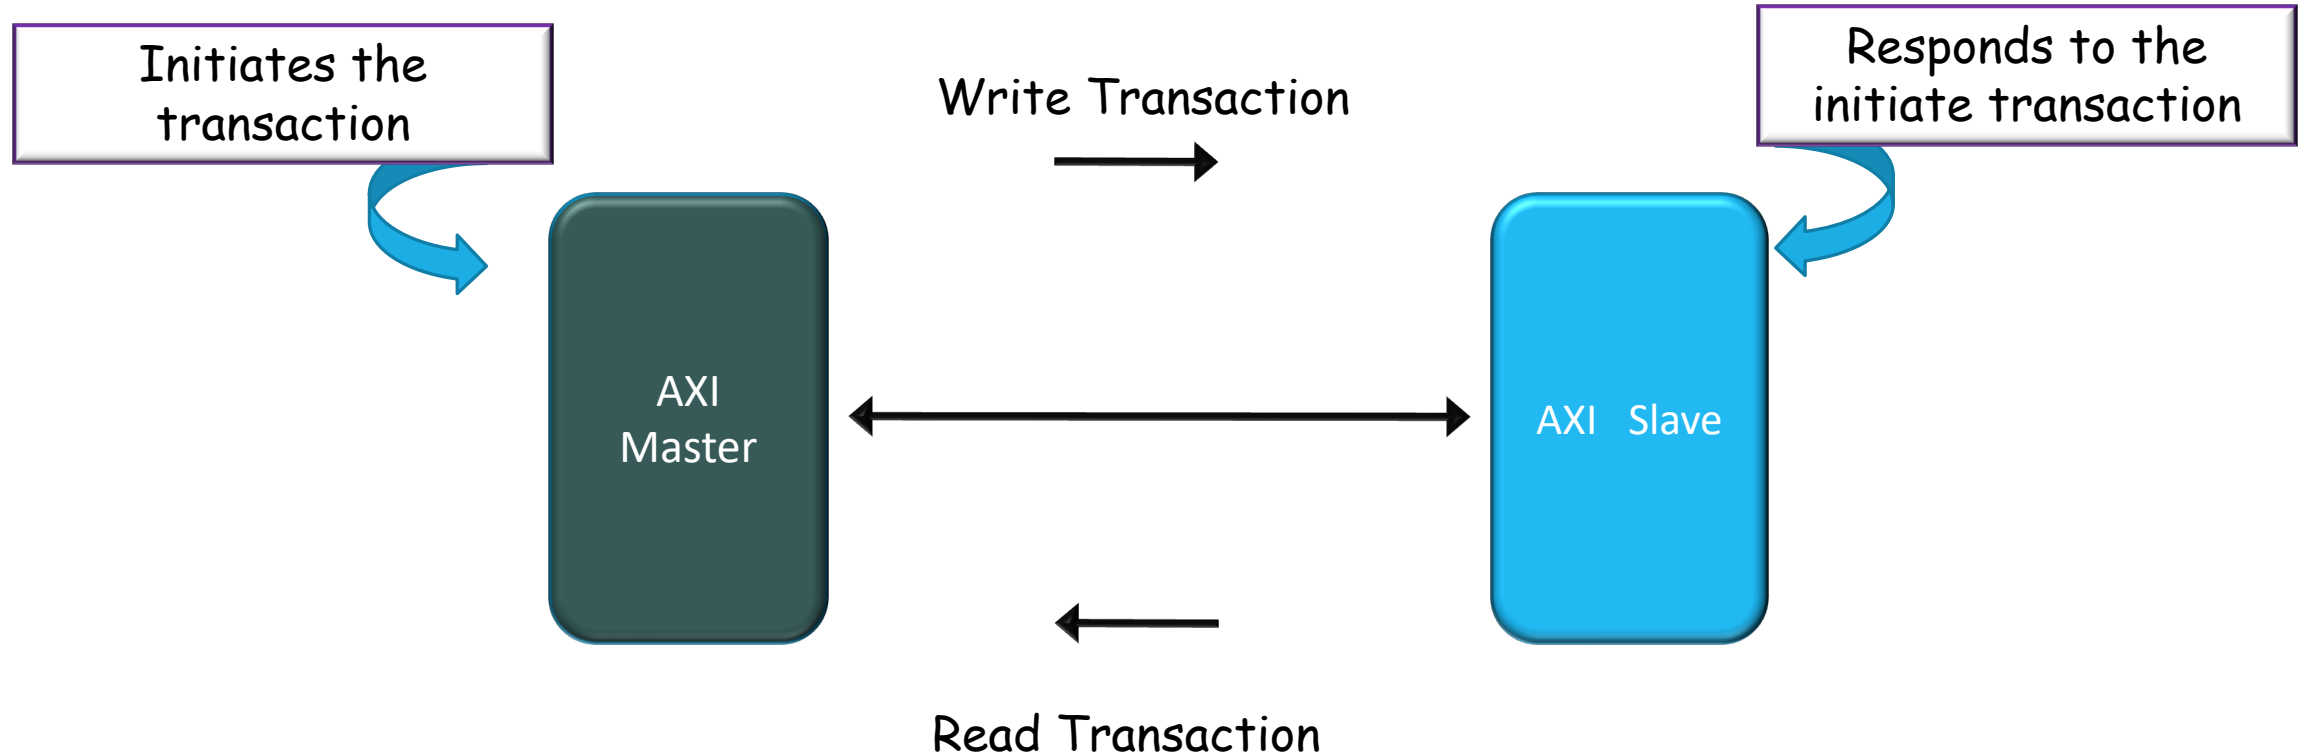 Initiates the
transaction
Write Transaction
Responds to the
initiate transaction
AXI
Master
AXI Slave
Read Transaction